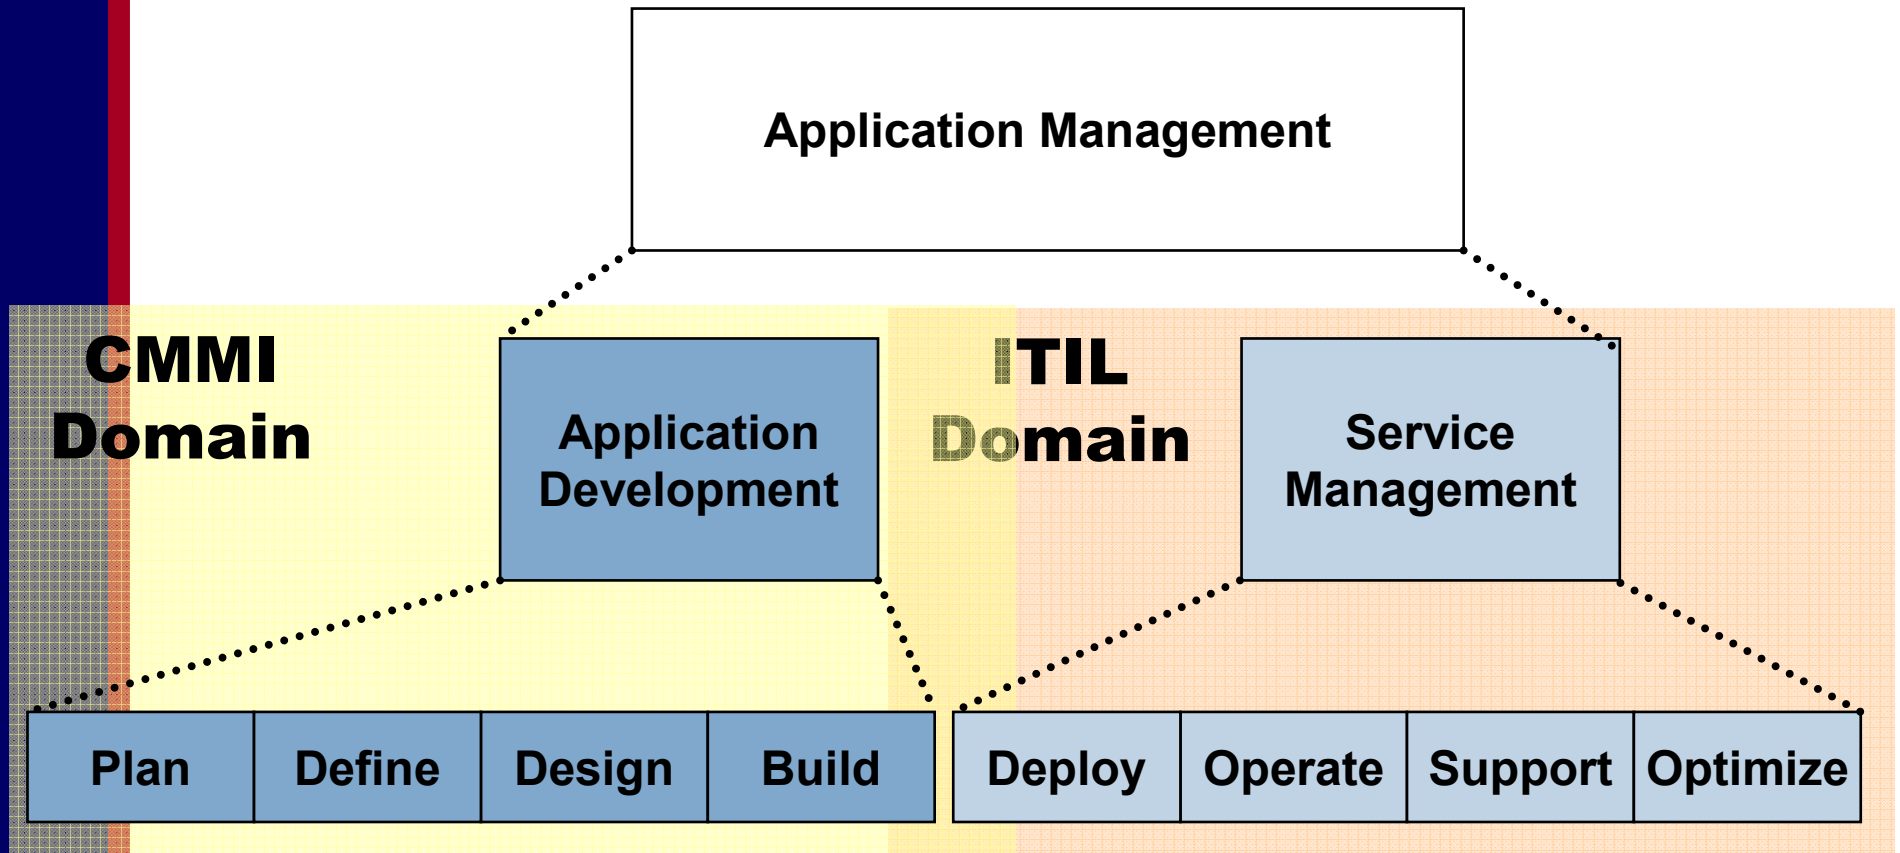 Application Management
CMMI
Domain
Application
Development
ITIL
Domain
Service
Management
Plan
Define
Design
Build
Deploy
Operate
Support
Optimize